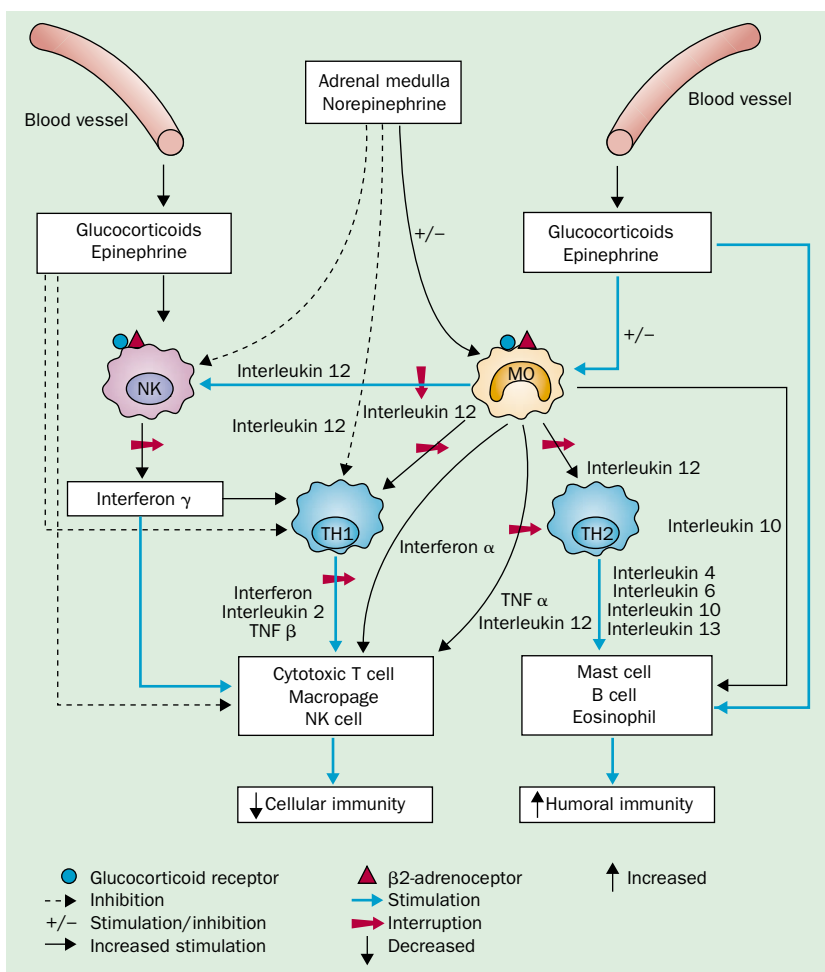 Adrenal medulla
Norepinephrine
Blood vessel
Blood vessel
Glucocorticoids
Epinephrine
Glucocorticoids
Epinephrine
+/−
+/−
NK
Interleukin 12
MO
Interleukin 12
Interleukin 12
Interleukin 12
Interferon γ
Interleukin 10
TH1
Interferon α
TH2
Interferon
Interleukin 2
TNF β
TNF α
Interleukin 12
Interleukin 4
Interleukin 6
Interleukin 10
Interleukin 13
Cytotoxic T cell
Macropage
NK cell
Mast cell
B cell
Eosinophil
Cellular immunity
Humoral immunity
Glucocorticoid receptor
β2-adrenoceptor
Increased
Inhibition
Stimulation
+/− Stimulation/inhibition
Interruption
Increased stimulation
Decreased